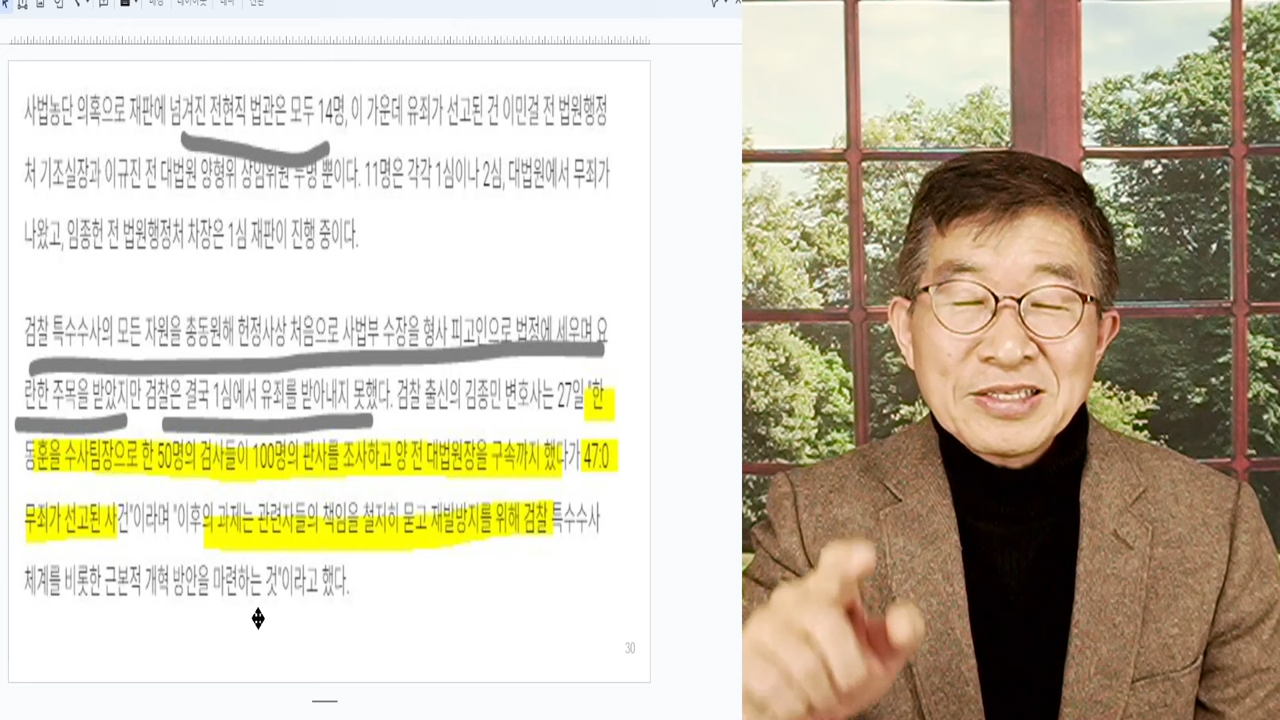 사법농단 의혹으로 재판에 넘겨진 전현직 법관은 모두 14명, 이 가운데 유죄가 선고된 건 이민걸 전 법원행정
처 기조실장과 이규진 전 대법원 양형위 상임위원 두명 뿐이다. 11명은 각각 1심이나 2심, 대법원에서 무죄가
나왔고, 임종헌 전 법원행정처 차장은 1심 재판이 진행 중이다.
검찰 특수수사의 모든 자원을 총동원해 헌정사상 처음으로 사법부 수장을 형사 피고인으로 법정에 세우며 요
란한 주목을 받았지만 검찰은 결국 1심에서 유죄를 받아내지 못했다. 검찰 출신의 김종민 변호사는 27일 "한
동훈을 수사팀장으로 한 50명의 검사들이 100명의 판사를 조사하고 양 전 대법원장을 구속까지 했다가 47:0
무죄가 선고된 사건"이라며 "이후의 과제는 관련자들의 책임을 철저히 묻고 재발방지를 위해 검찰 특수수사
체계를 비롯한 근본적 개혁 방안을 마련하는 것"이라고 했다.
30